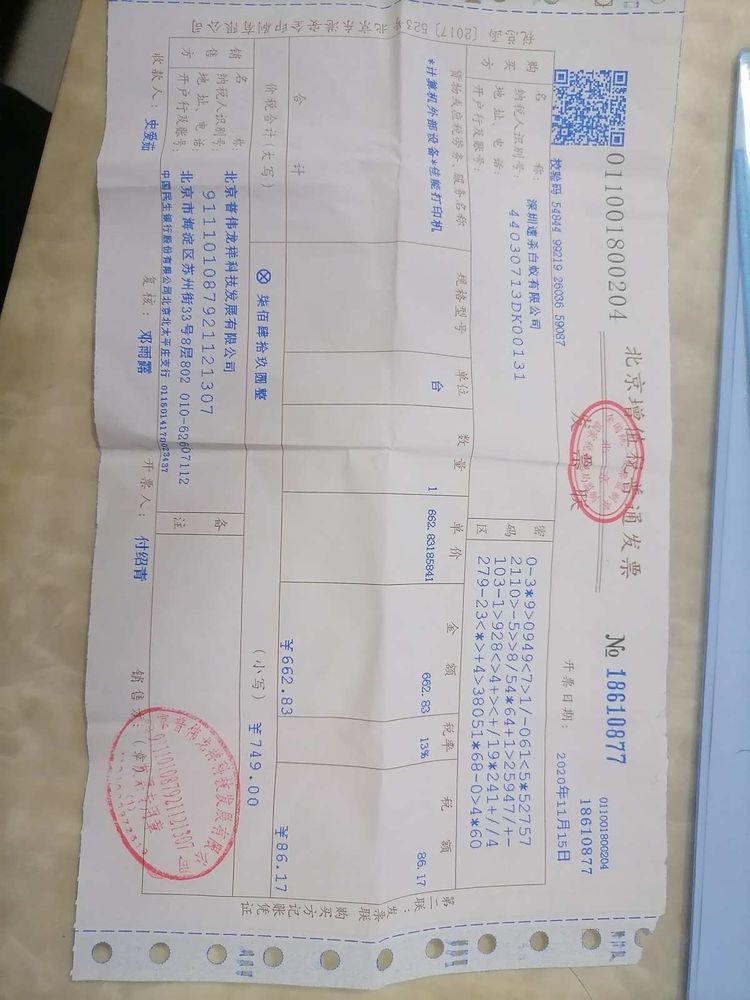 北京增值税普通发票
发票联
011001800204
№ 18610877
011001800204
18610877
校验码 54844 99219 26036 59087
开票日期: 2020年11月15日
购买方
名称: 深圳速杀白蚁有限公司
纳税人识别号: 44030713DK00131
地址、电话:
开户行及账号:
密码区
0-3*9>0949<7>1/-061<5*52757
2110>-5>>8/54*64+1>25947/+-
103-1>928<>4+><+/19*241+//4
279-23<*>+4>38051*68-0>4*60
货物或应税劳务、服务名称 规格型号 单位 数量 单价 金额 税率 税额
*计算机外部设备*佳能打印机 台 1 662.83185841 662.83 13% 86.17
合计 ¥662.83 ¥86.17
价税合计(大写) ⊗ 柒佰肆拾玖圆整 (小写) ¥749.00
销售方
名称: 北京普伟龙祥科技发展有限公司
纳税人识别号: 911101087921121307
地址、电话: 北京市海淀区苏州街33号8层802 010-62607112
开户行及账号: 中国民生银行股份有限公司北京北太平庄支行
备注
收款人: 史爱茹 复核: 邓雨露 开票人: 付绍青 销售方:(章)
税总函〔2017〕523号北京东港安全印刷有限公司
第二联:发票联 购买方记账凭证
普伟龙祥科技发展有限公司
911101087921121307
发票专用章
(1)